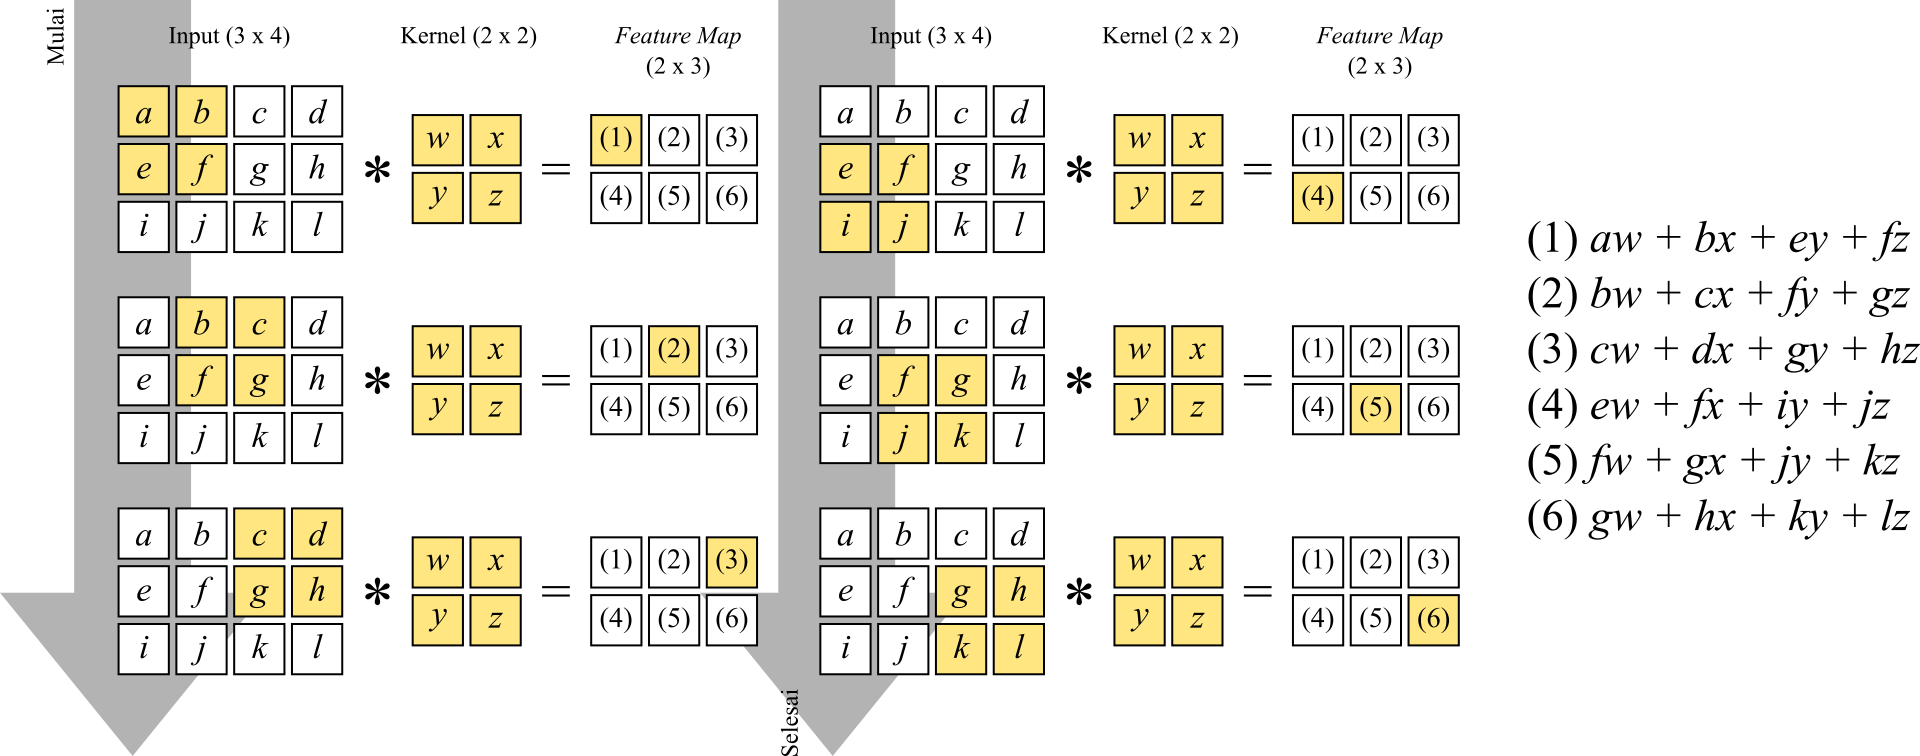 Mulai
Input (3 x 4) Kernel (2 x 2) Feature Map
(2 x 3)
a b c d
e f g h
i j k l
*
w x
y z
=
(1) (2) (3)
(4) (5) (6)
a b c d
e f g h
i j k l
*
w x
y z
=
(1) (2) (3)
(4) (5) (6)
a b c d
e f g h
i j k l
*
w x
y z
=
(1) (2) (3)
(4) (5) (6)
Input (3 x 4) Kernel (2 x 2) Feature Map
(2 x 3)
a b c d
e f g h
i j k l
*
w x
y z
=
(1) (2) (3)
(4) (5) (6)
a b c d
e f g h
i j k l
*
w x
y z
=
(1) (2) (3)
(4) (5) (6)
a b c d
e f g h
i j k l
*
w x
y z
=
(1) (2) (3)
(4) (5) (6)
Selesai
(1) aw + bx + ey + fz
(2) bw + cx + fy + gz
(3) cw + dx + gy + hz
(4) ew + fx + iy + jz
(5) fw + gx + jy + kz
(6) gw + hx + ky + lz